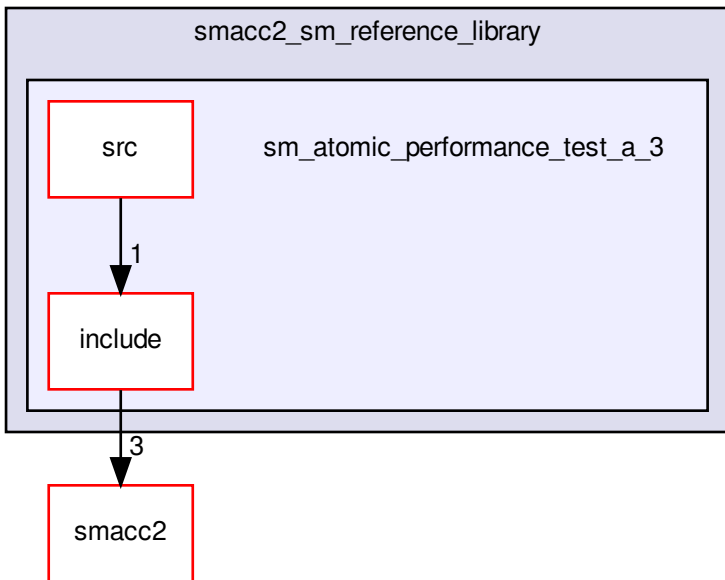 smacc2_sm_reference_library
src
sm_atomic_performance_test_a_3
1
include
3
smacc2